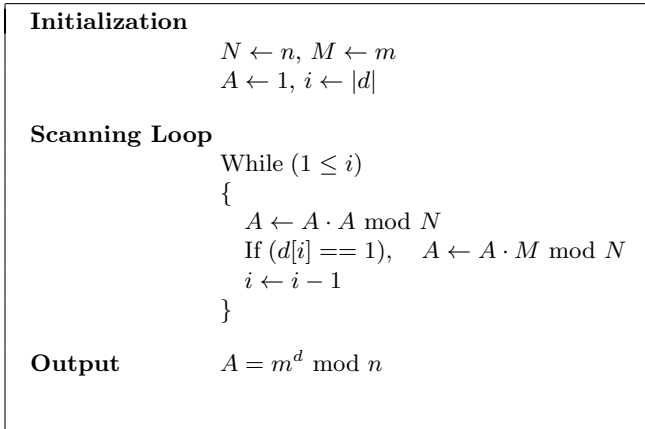 Initialization
N ← n, M ← m
A ← 1, i ← |d|
Scanning Loop
While (1 ≤ i)
{
A ← A · A mod N
If (d[i] == 1), A ← A · M mod N
i ← i − 1
}
Output A = m^d mod n